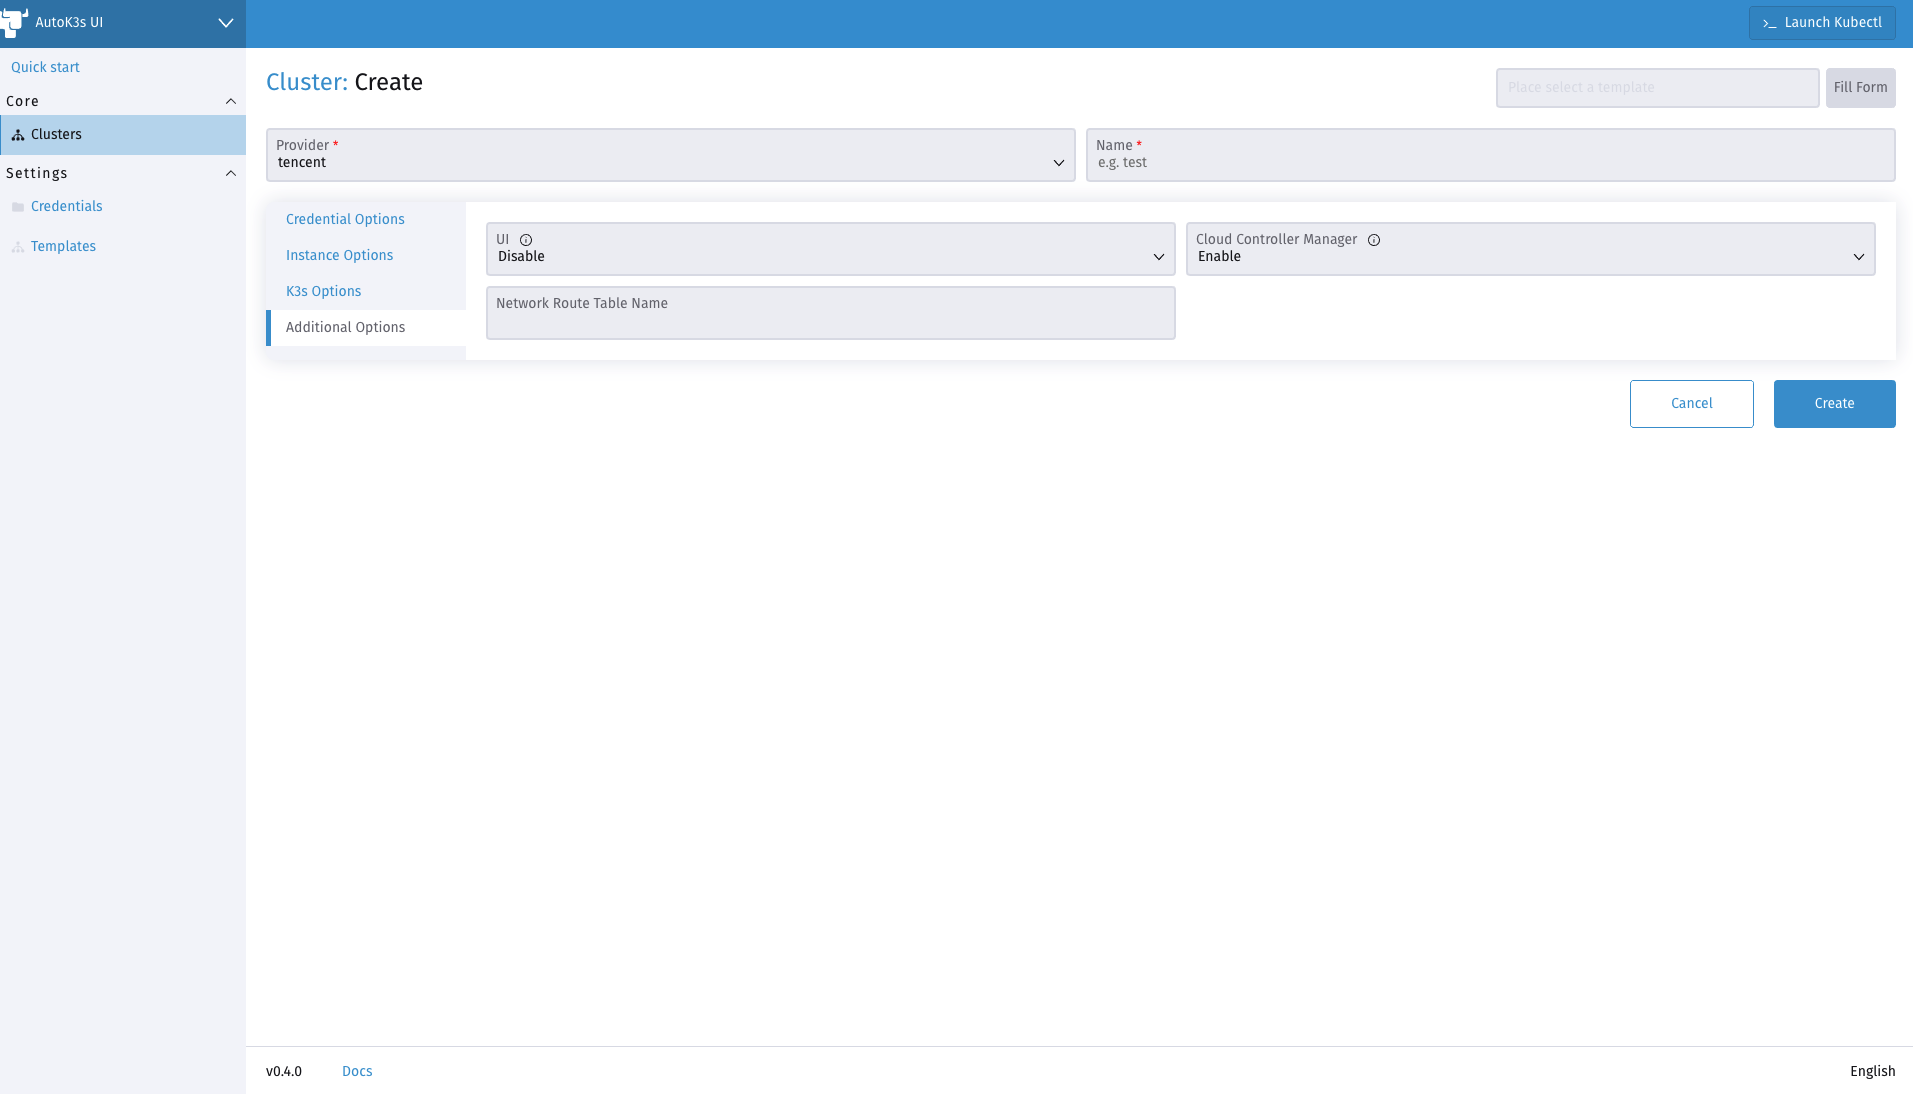 AutoK3s UI
>_ Launch Kubectl
Quick start
Core
Clusters
Settings
Credentials
Templates
Cluster: Create
Place select a template
Fill Form
Provider *
tencent
Name *
e.g. test
Credential Options
Instance Options
K3s Options
Additional Options
UI
Disable
Cloud Controller Manager
Enable
Network Route Table Name
Cancel
Create
v0.4.0
Docs
English